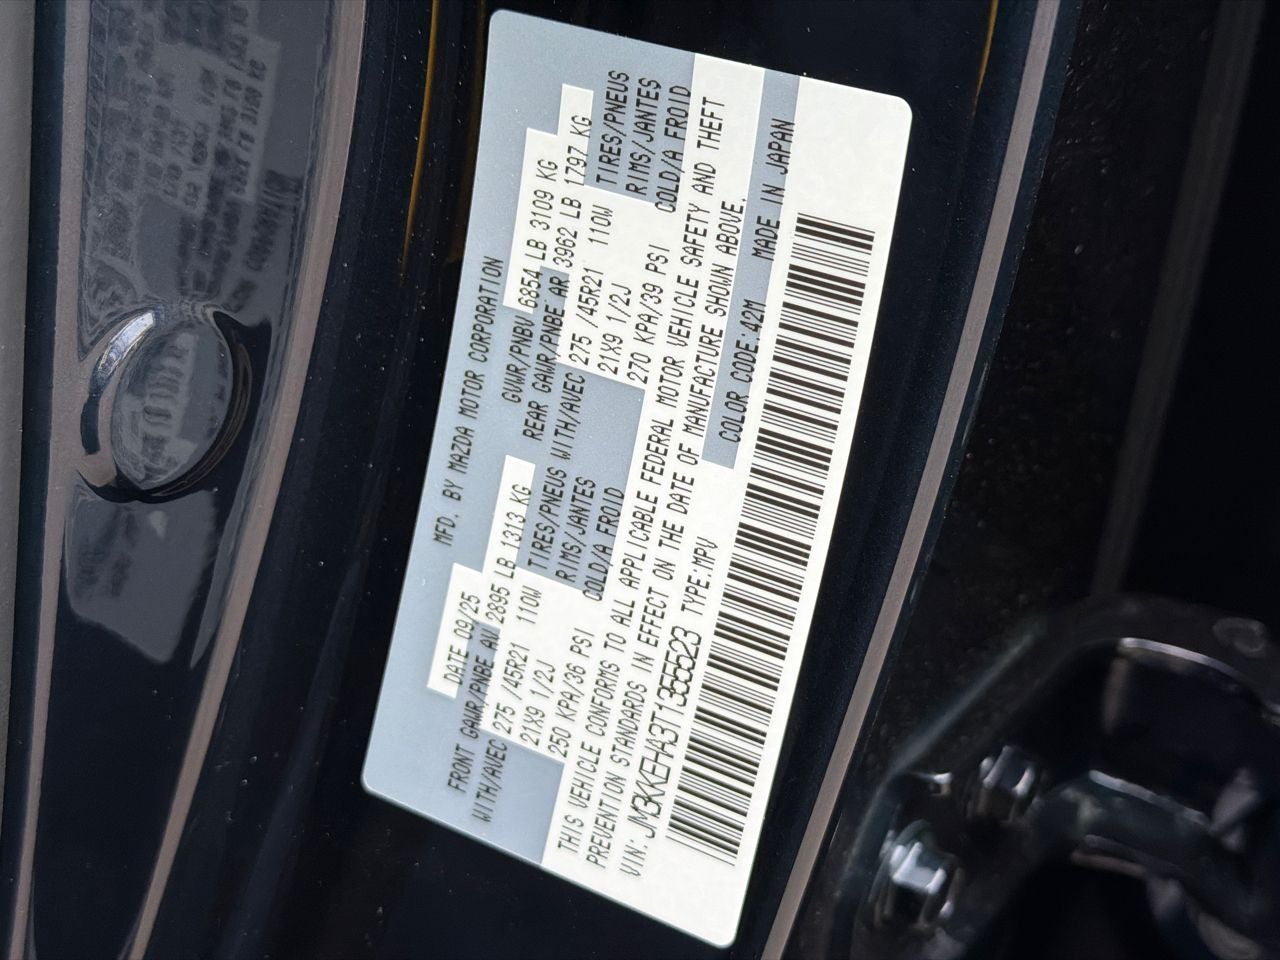 MFD. BY MAZDA MOTOR CORPORATION
DATE 09/25 GVWR/PNBV 6854 LB 3109 KG
FRONT GAWR/PNBE AV 2895 LB 1313 KG REAR GAWR/PNBE AR 3962 LB 1797 KG
WITH/AVEC 275 /45R21 110W TIRES/PNEUS WITH/AVEC 275 /45R21 110W TIRES/PNEUS
21X9 1/2J RIMS/JANTES 21X9 1/2J RIMS/JANTES
250 KPA/36 PSI COLD/A FROID 270 KPA/39 PSI COLD/A FROID
THIS VEHICLE CONFORMS TO ALL APPLICABLE FEDERAL MOTOR VEHICLE SAFETY AND THEFT
PREVENTION STANDARDS IN EFFECT ON THE DATE OF MANUFACTURE SHOWN ABOVE.
VIN: JM3KKEHA3T1355523 TYPE:MPV COLOR CODE:42M MADE IN JAPAN